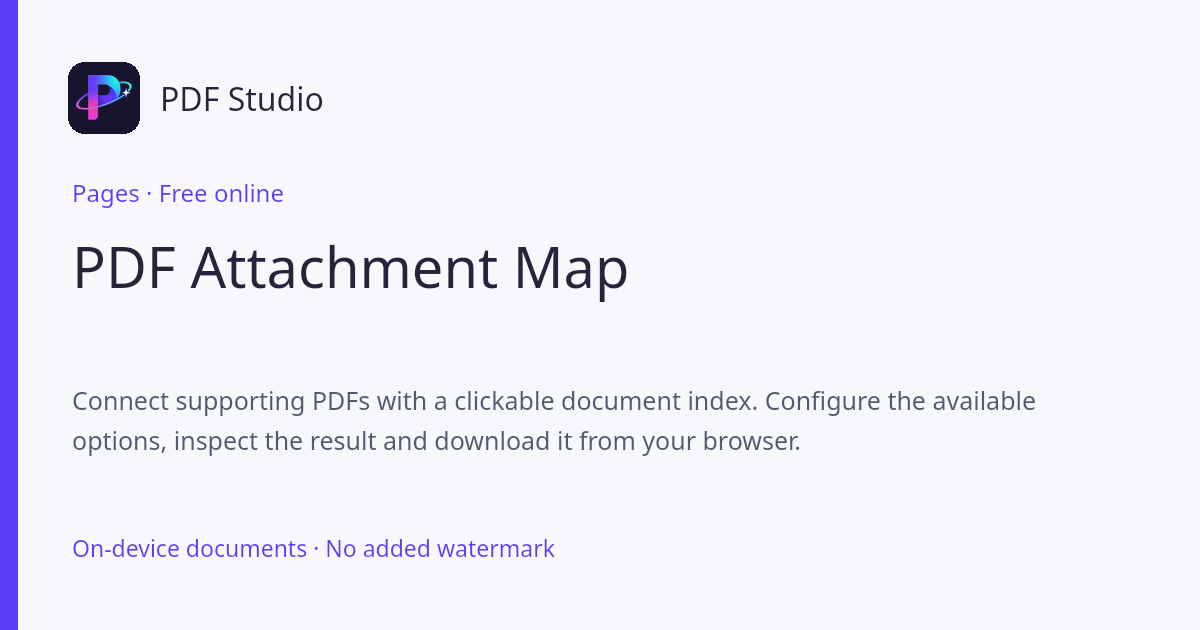 PDF Studio
Pages · Free online
PDF Attachment Map
Connect supporting PDFs with a clickable document index. Configure the available
options, inspect the result and download it from your browser.
On-device documents · No added watermark